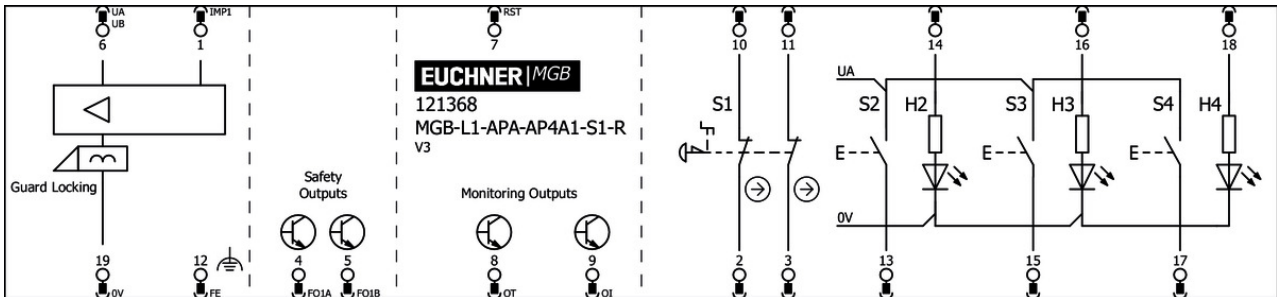 UA
UB
IMP1
RST
6
1
7
10
11
14
16
18
EUCHNER MGB
121368
MGB-L1-APA-AP4A1-S1-R
V3
UA
S1
S2
H2
S3
H3
S4
H4
E
E
E
Guard Locking
Safety
Outputs
Monitoring Outputs
0V
19
12
4
5
8
9
2
3
13
15
17
0V
FE
FO1A
FO1B
OT
OI